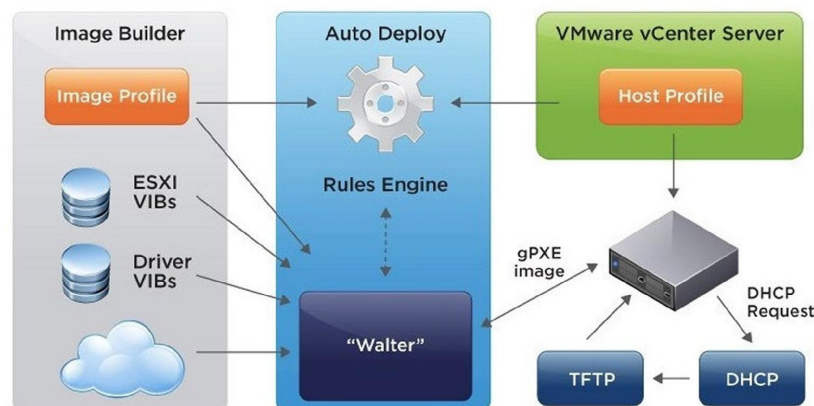 Image Builder
Image Profile
ESXI
VIBs
Driver
VIBs
Auto Deploy
Rules Engine
“Walter”
VMware vCenter Server
Host Profile
gPXE
image
DHCP
Request
TFTP
DHCP